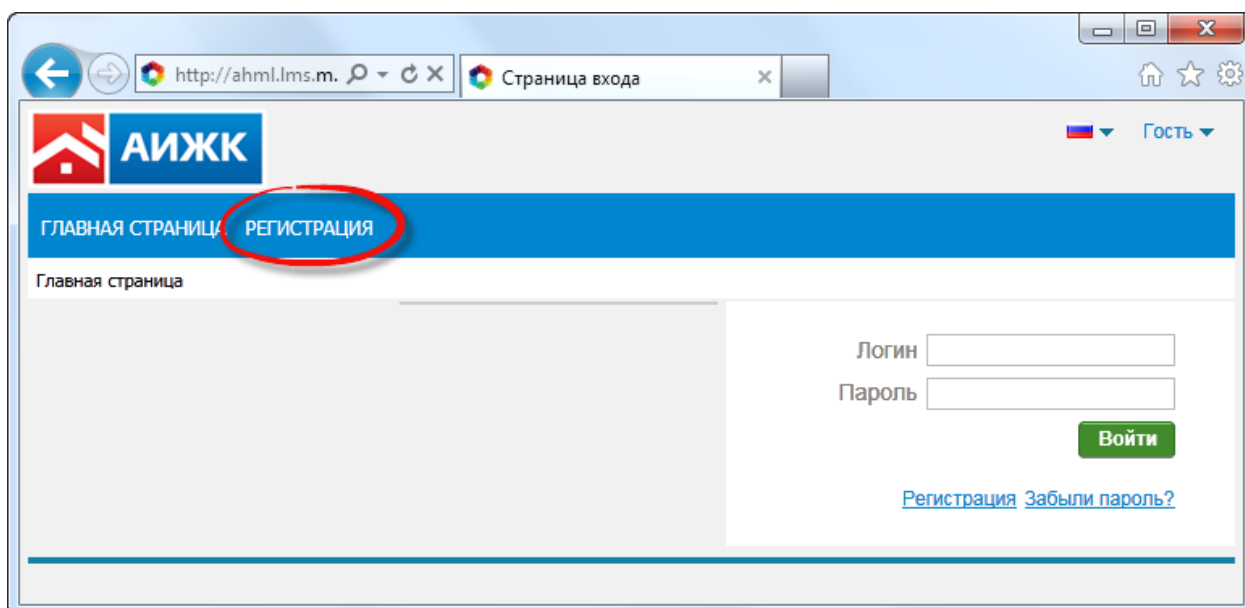 http://ahml.lms.m.
Страница входа
АИЖК
Гость
ГЛАВНАЯ СТРАНИЦА РЕГИСТРАЦИЯ
Главная страница
Логин
Пароль
Войти
Регистрация Забыли пароль?